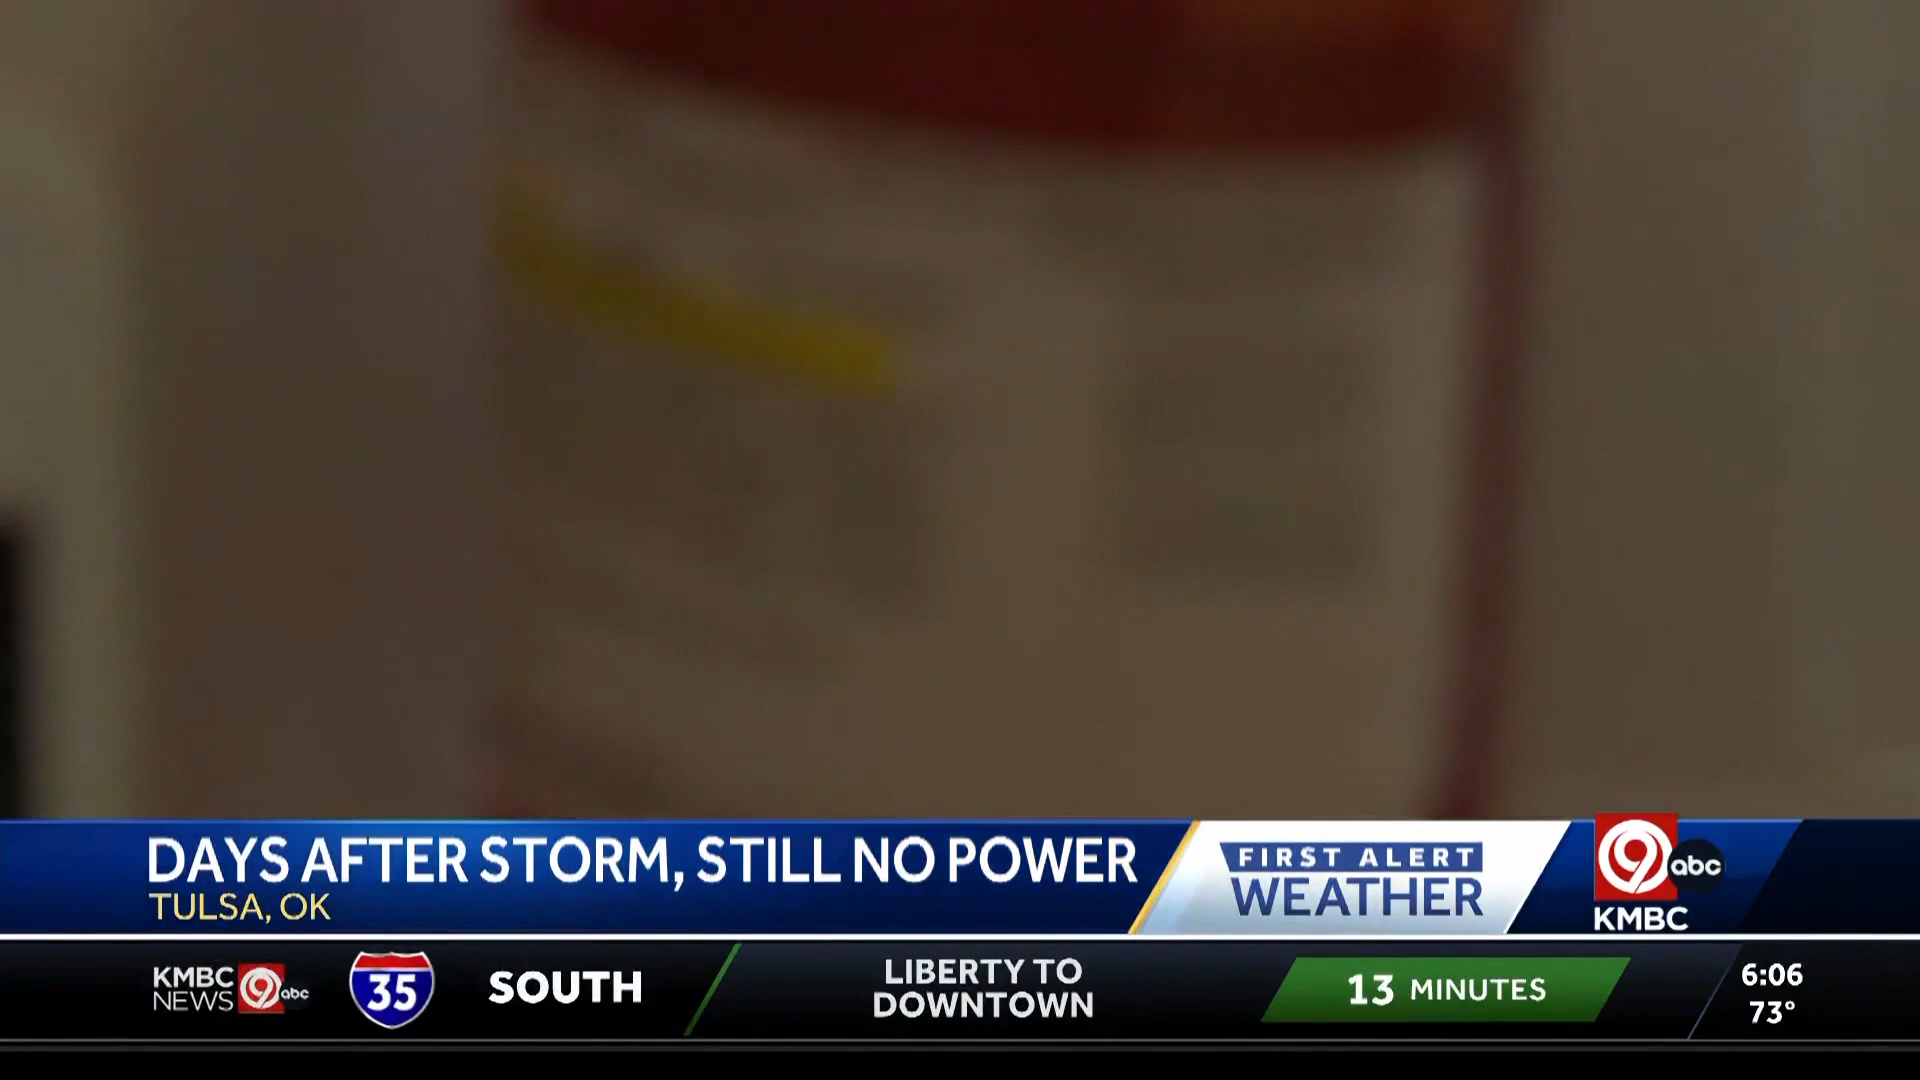 DAYS AFTER STORM, STILL NO POWER
TULSA, OK
FIRST ALERT
WEATHER
9 abc
KMBC
KMBC
NEWS 9 abc
35
SOUTH
LIBERTY TO
DOWNTOWN
13 MINUTES
6:06
73°